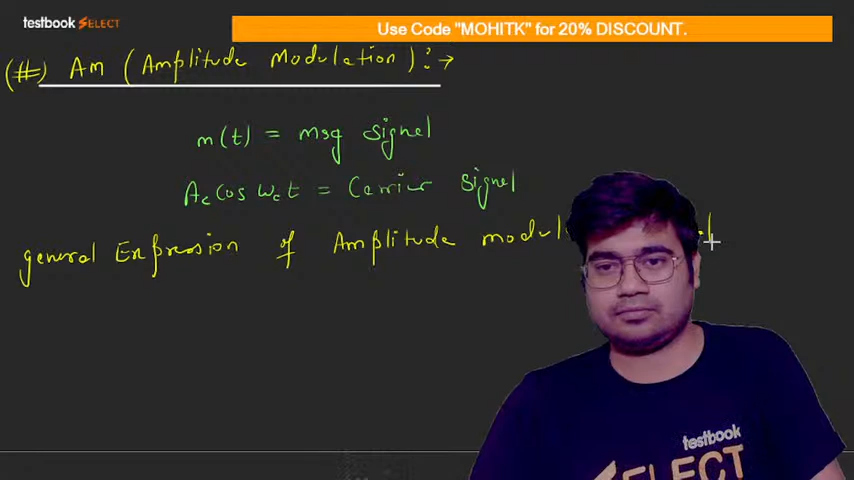 testbook SELECT
Use Code "MOHITK" for 20% DISCOUNT.
(#) Am (Amplitude modulation) :→
m(t) = msg signal
Ac Cos wct = Carrier signal
general Expression of Amplitude
testbook
SELECT